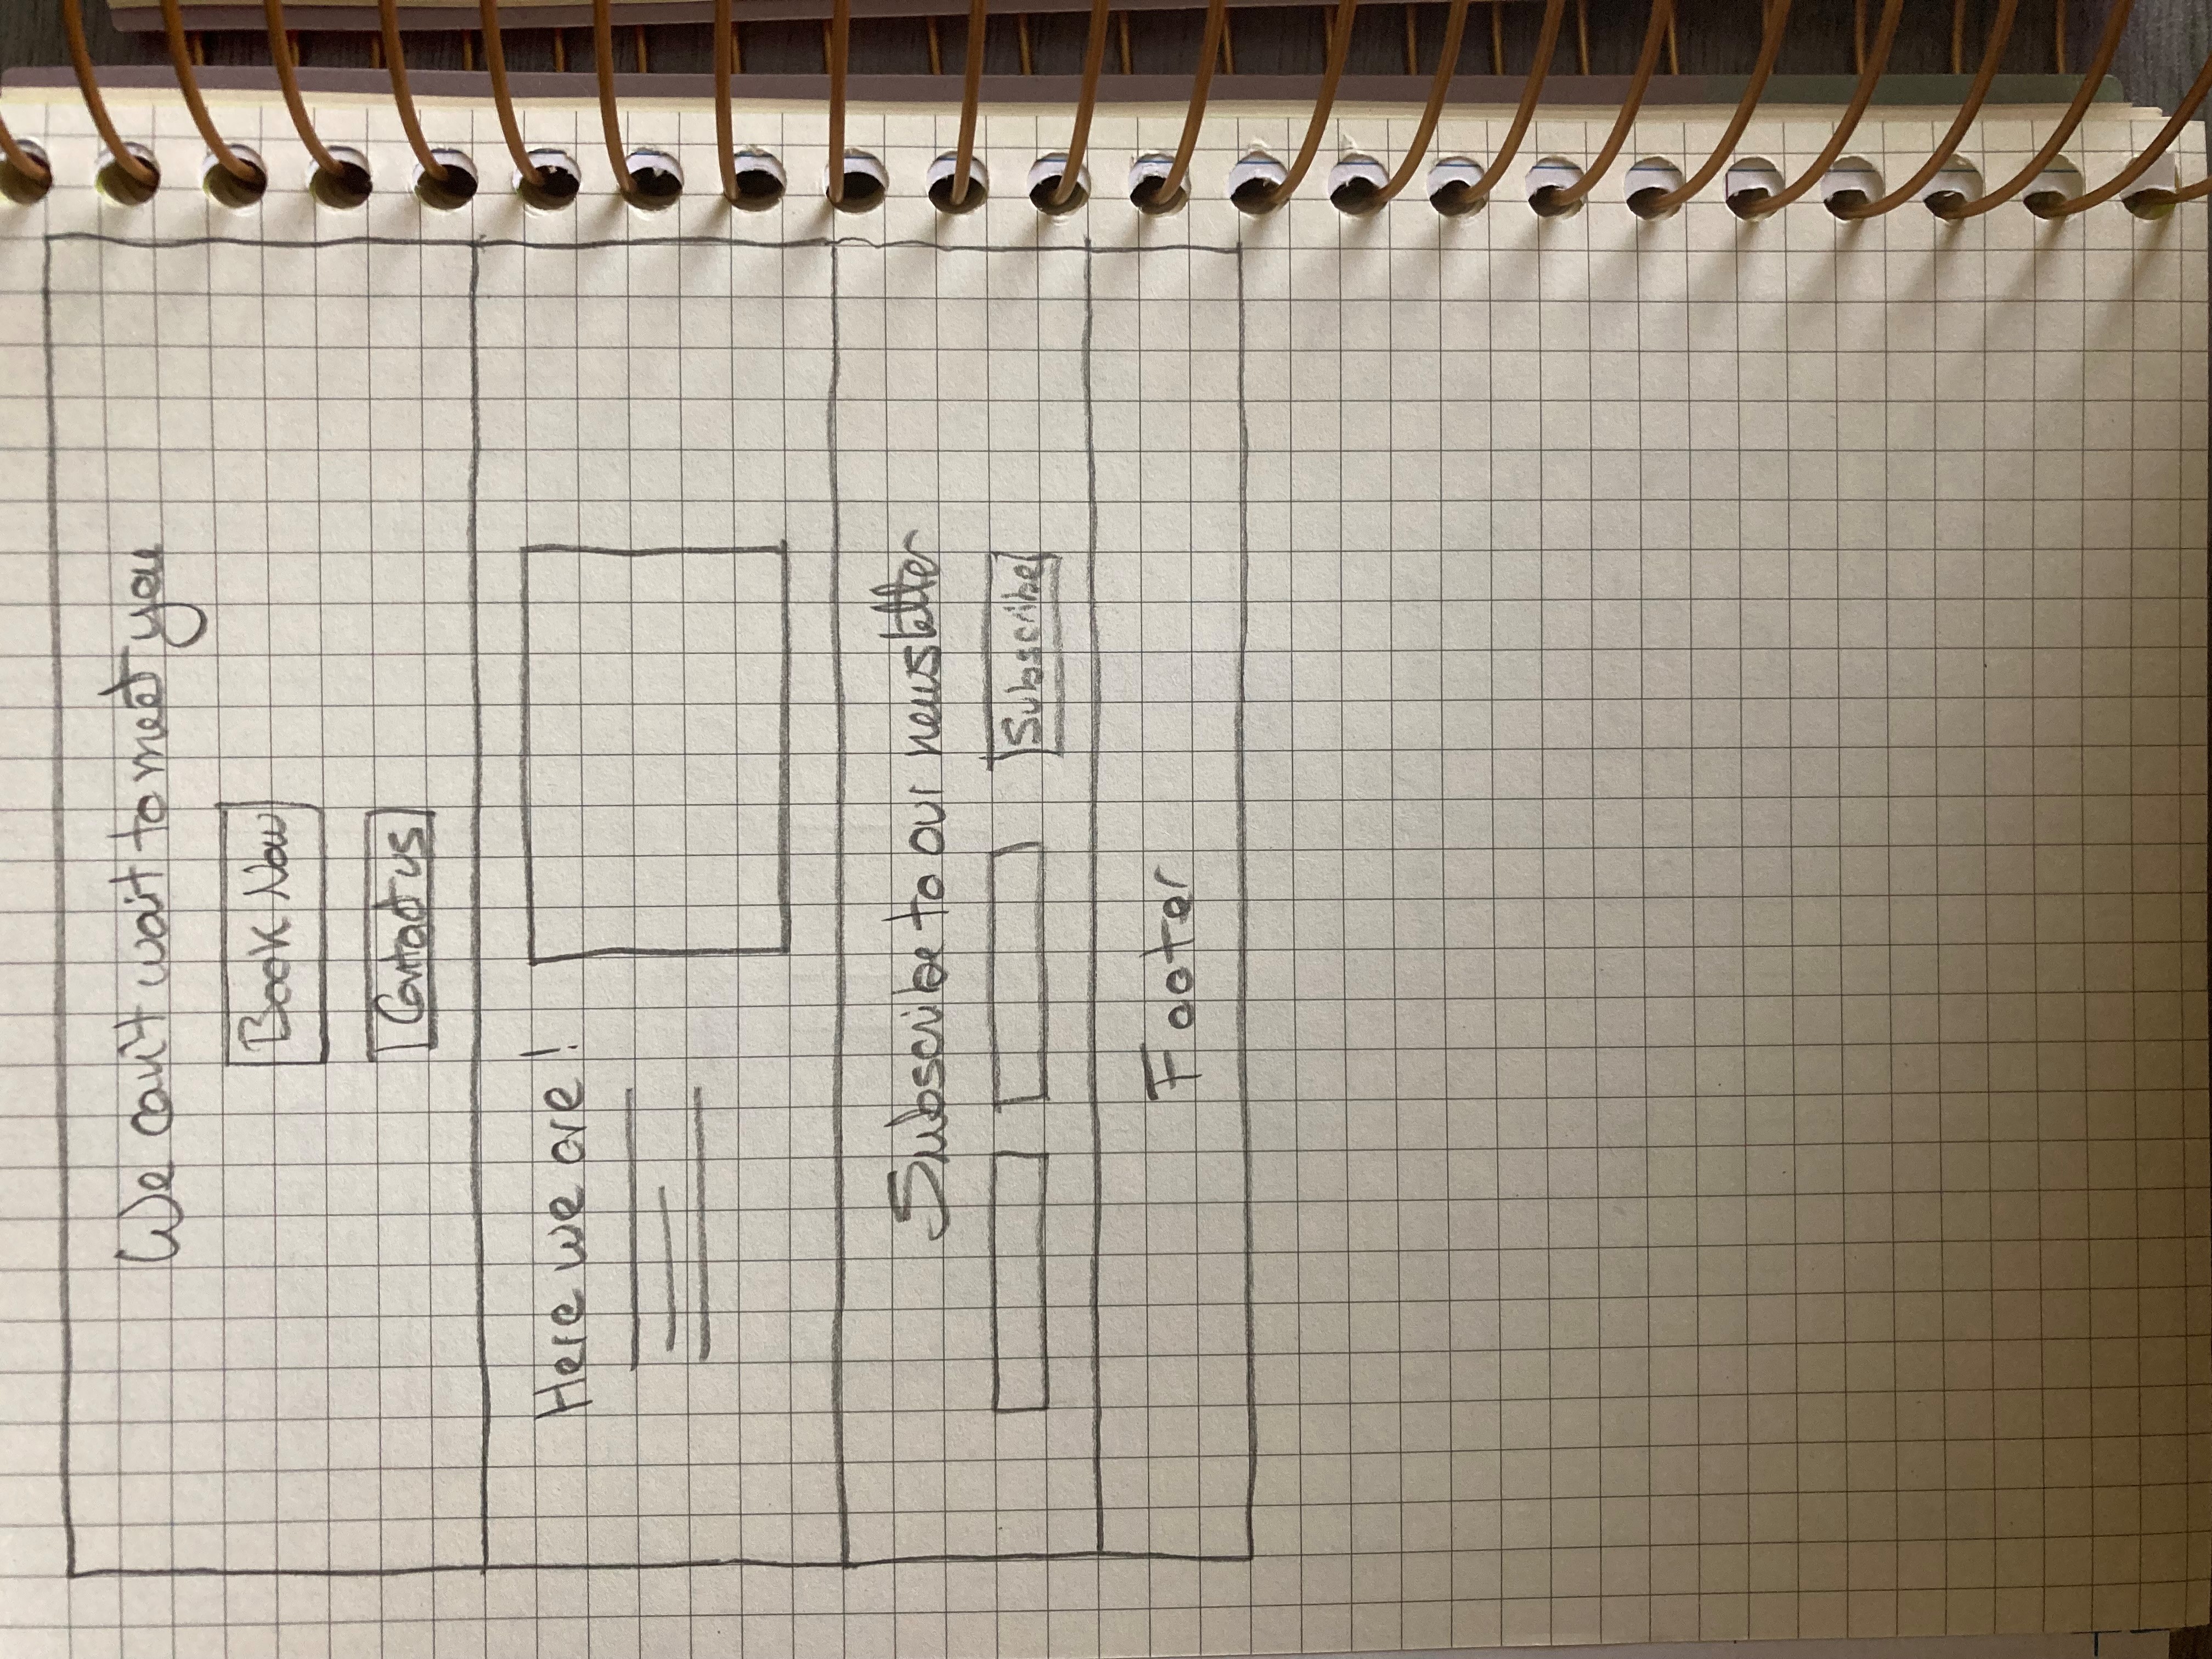 We can't wait to meet you
Book Now
Contact us
Here we are!
Subscribe to our newsletter
Subscribe
Footer